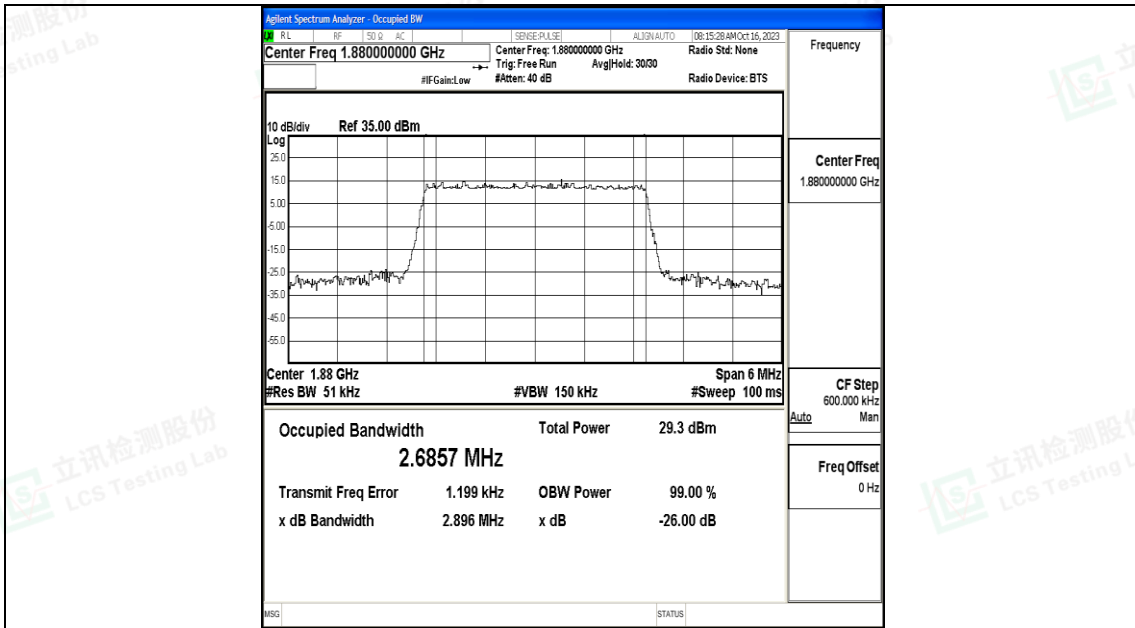 Agilent Spectrum Analyzer - Occupied BW
RL RF 50 Ω AC SENSE:PULSE ALIGN AUTO 08:15:28 AM Oct 16, 2023
Center Freq 1.880000000 GHz
Center Freq: 1.880000000 GHz
Radio Std: None
Trig: Free Run Avg|Hold: 30/30
#IFGain:Low #Atten: 40 dB Radio Device: BTS
Frequency
10 dB/div Ref 35.00 dBm
Log
25.0
15.0
5.00
-5.00
-15.0
-25.0
-35.0
-45.0
-55.0
Center 1.88 GHz Span 6 MHz
#Res BW 51 kHz #VBW 150 kHz #Sweep 100 ms
Occupied Bandwidth Total Power 29.3 dBm
2.6857 MHz
Transmit Freq Error 1.199 kHz OBW Power 99.00 %
x dB Bandwidth 2.896 MHz x dB -26.00 dB
Center Freq
1.880000000 GHz
CF Step
600.000 kHz
Auto Man
Freq Offset
0 Hz
MSG STATUS
立讯检测股份
LCS Testing Lab
立讯检测股份
LCS Testing L
测股份
sting Lab
立